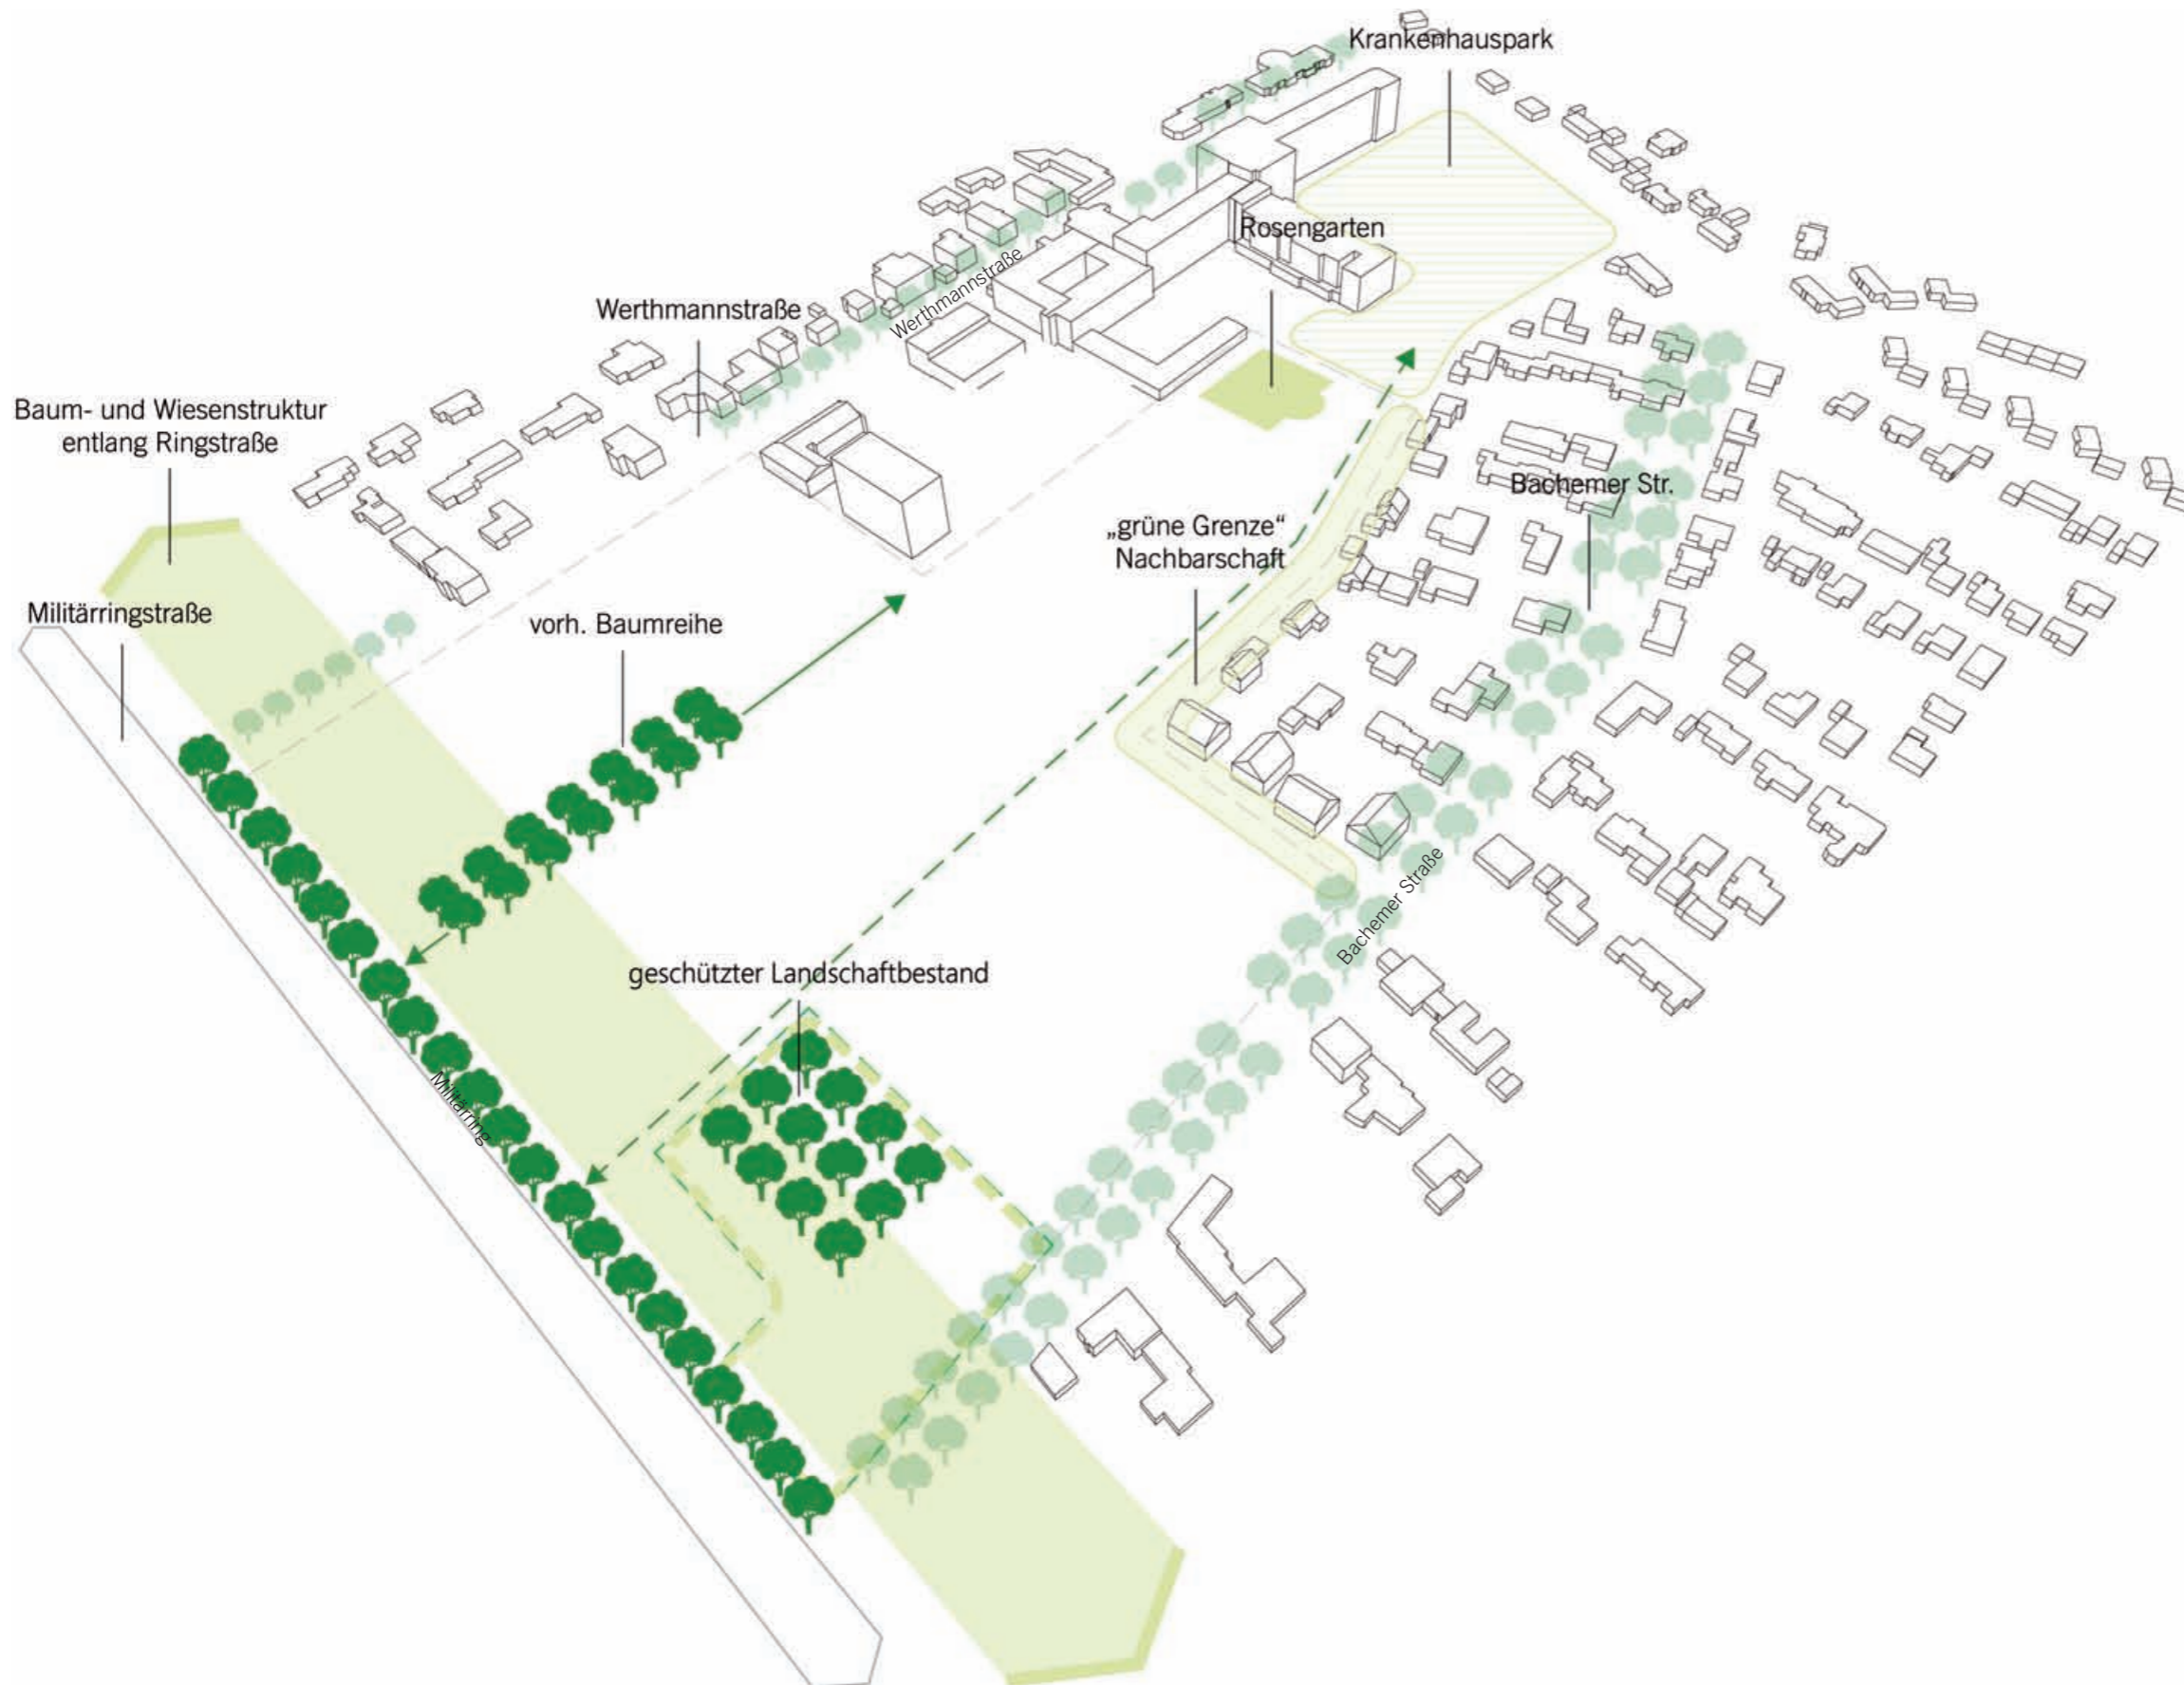 Krankenhauspark
Rosengarten
Werthmannstraße
Werthmannstraße
Baum- und Wiesenstruktur
entlang Ringstraße
Bachemer Str.
„grüne Grenze“
Nachbarschaft
Militärringstraße
vorh. Baumreihe
Bachemer Straße
geschützter Landschaftbestand
Militärring